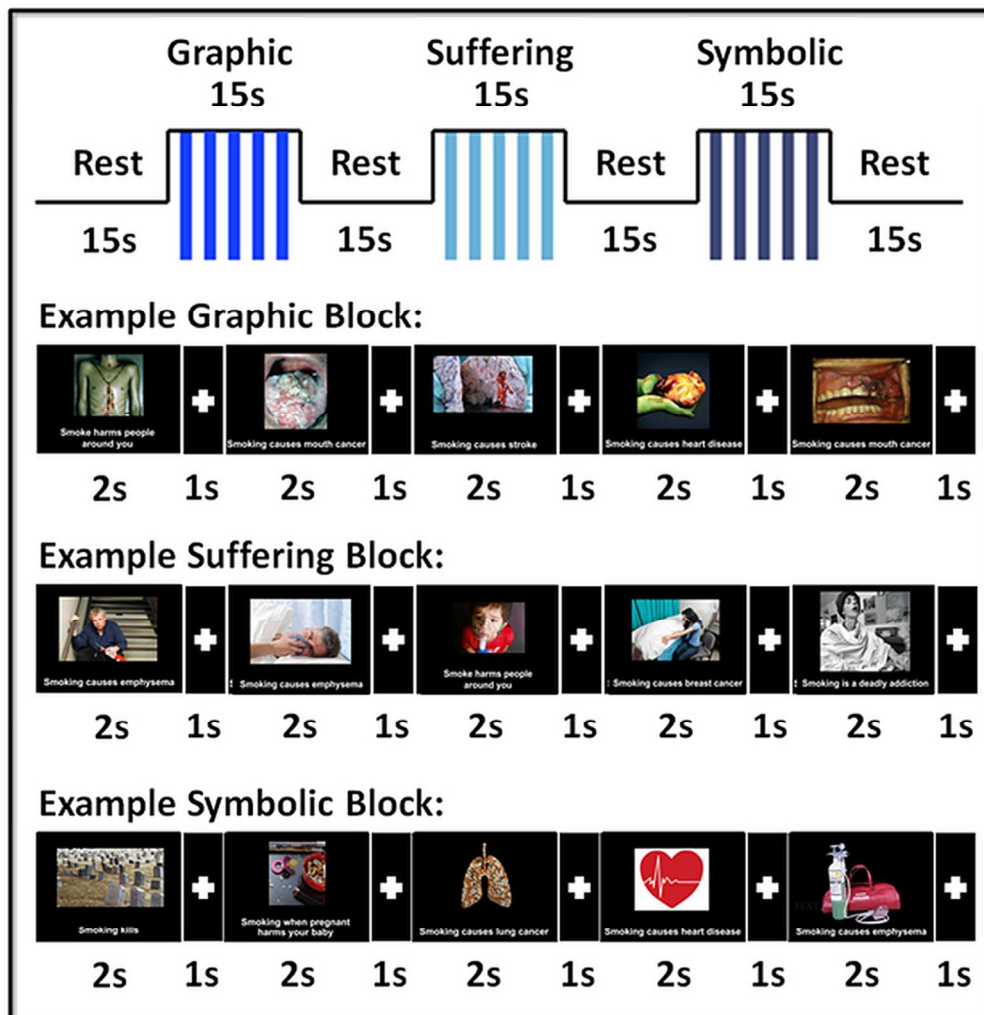 Graphic Suffering Symbolic
15s 15s 15s
Rest Rest Rest Rest
15s 15s 15s 15s
Example Graphic Block:
Smoke harms people
around you
Smoking causes mouth cancer
Smoking causes stroke
Smoking causes heart disease
Smoking causes mouth cancer
2s 1s 2s 1s 2s 1s 2s 1s 2s 1s
Example Suffering Block:
Smoking causes emphysema
Smoking causes emphysema
Smoke harms people
around you
: Smoking causes breast cancer
Smoking is a deadly addiction
2s 1s 2s 1s 2s 1s 2s 1s 2s 1s
Example Symbolic Block:
Smoking kills
Smoking when pregnant
harms your baby
Smoking causes lung cancer
Smoking causes heart disease
Smoking causes emphysema
2s 1s 2s 1s 2s 1s 2s 1s 2s 1s